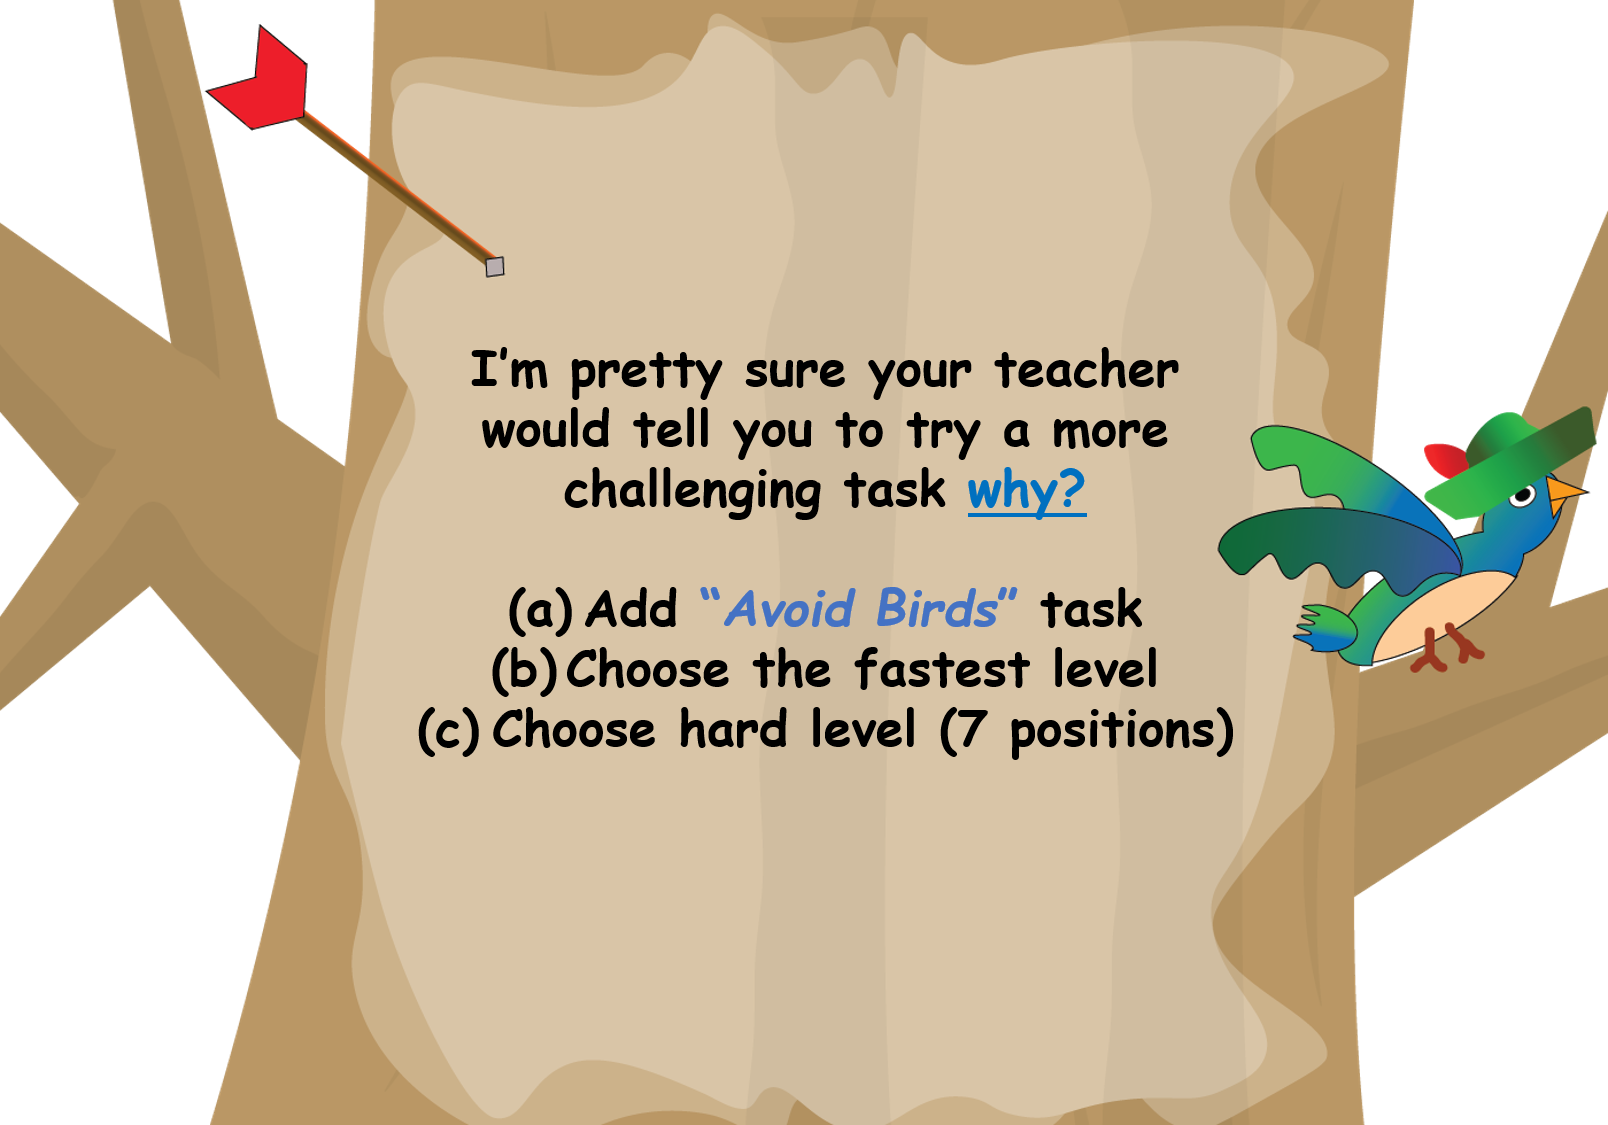 I’m pretty sure your teacher
would tell you to try a more
challenging task why?
(a) Add “Avoid Birds” task
(b) Choose the fastest level
(c) Choose hard level (7 positions)